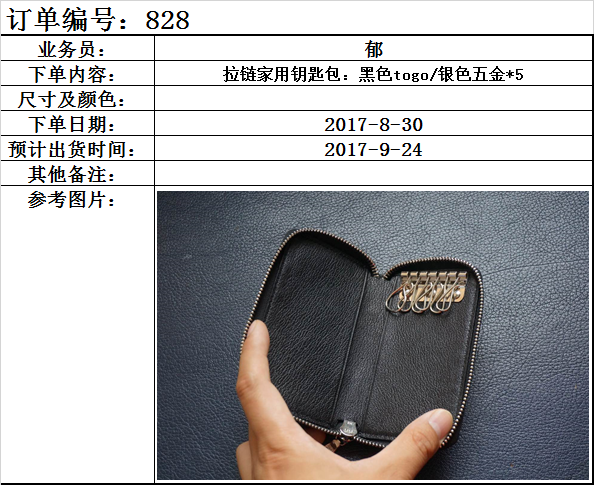 订单编号：828
业务员： 郁
下单内容： 拉链家用钥匙包：黑色togo/银色五金*5
尺寸及颜色：
下单日期： 2017-8-30
预计出货时间： 2017-9-24
其他备注：
参考图片：